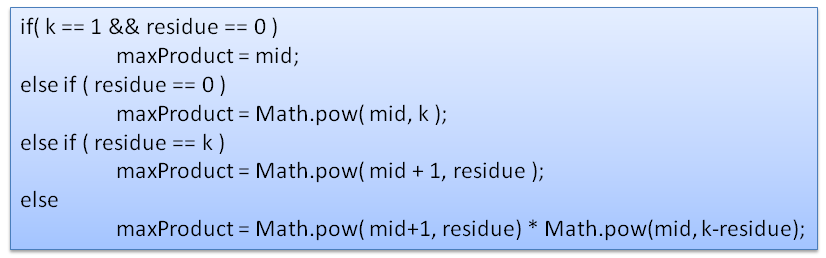 if( k == 1 && residue == 0 )
maxProduct = mid;
else if ( residue == 0 )
maxProduct = Math.pow( mid, k );
else if ( residue == k )
maxProduct = Math.pow( mid + 1, residue );
else
maxProduct = Math.pow( mid+1, residue) * Math.pow(mid, k-residue);